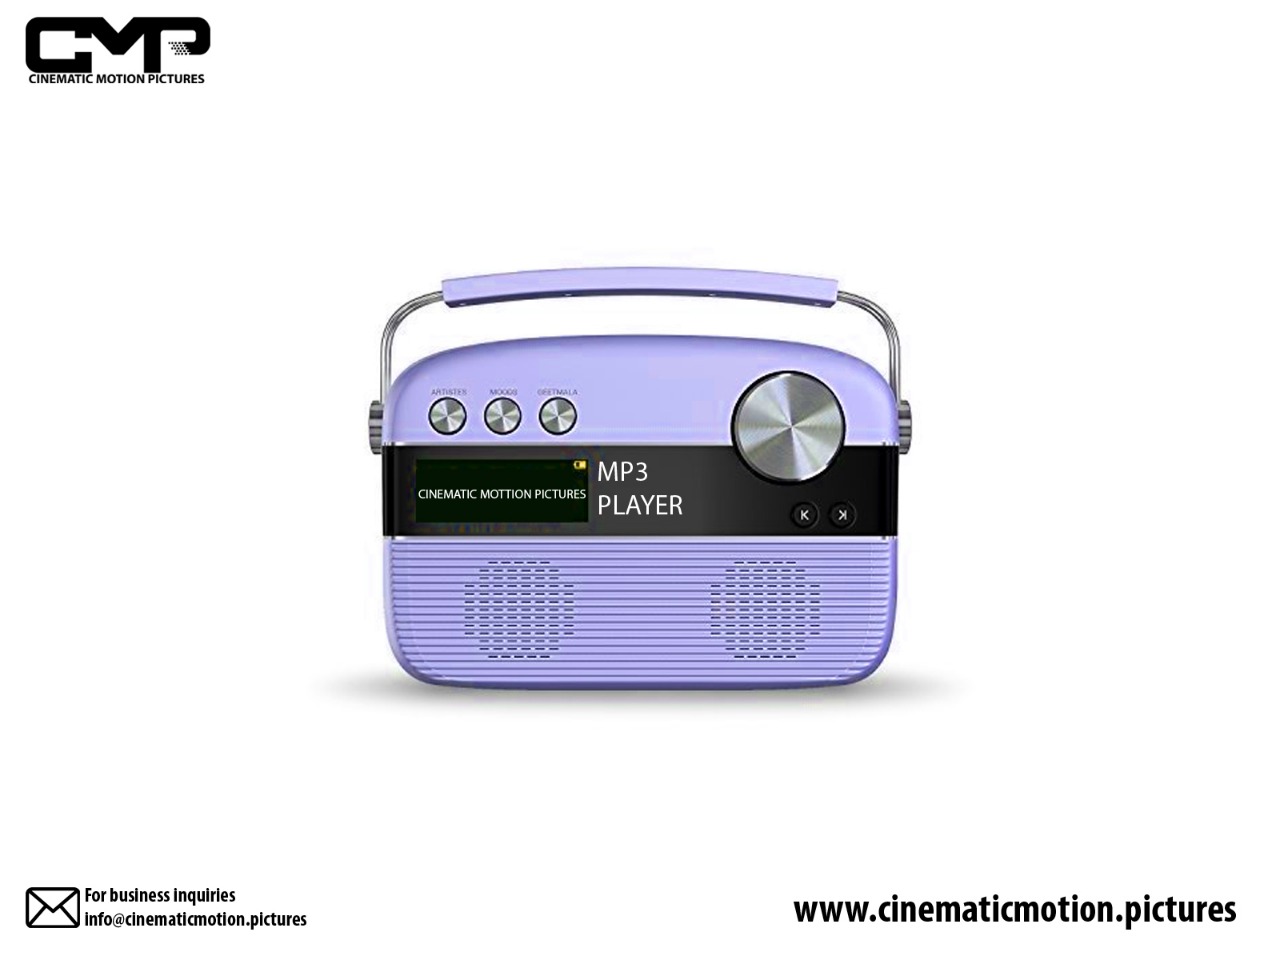 CMP
CINEMATIC MOTION PICTURES
ARTISTES MOODS GEETMALA
CINEMATIC MOTTION PICTURES
MP3
PLAYER
For business inquiries
info@cinematicmotion.pictures
www.cinematicmotion.pictures